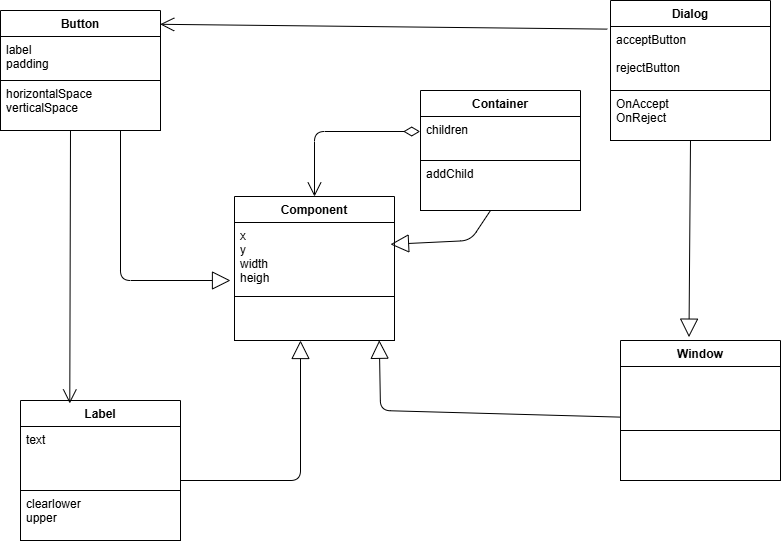 Button
label
padding
horizontalSpace
verticalSpace
Dialog
acceptButton
rejectButton
OnAccept
OnReject
Container
children
addChild
Component
x
y
width
heigh
Window
Label
text
clearlower
upper